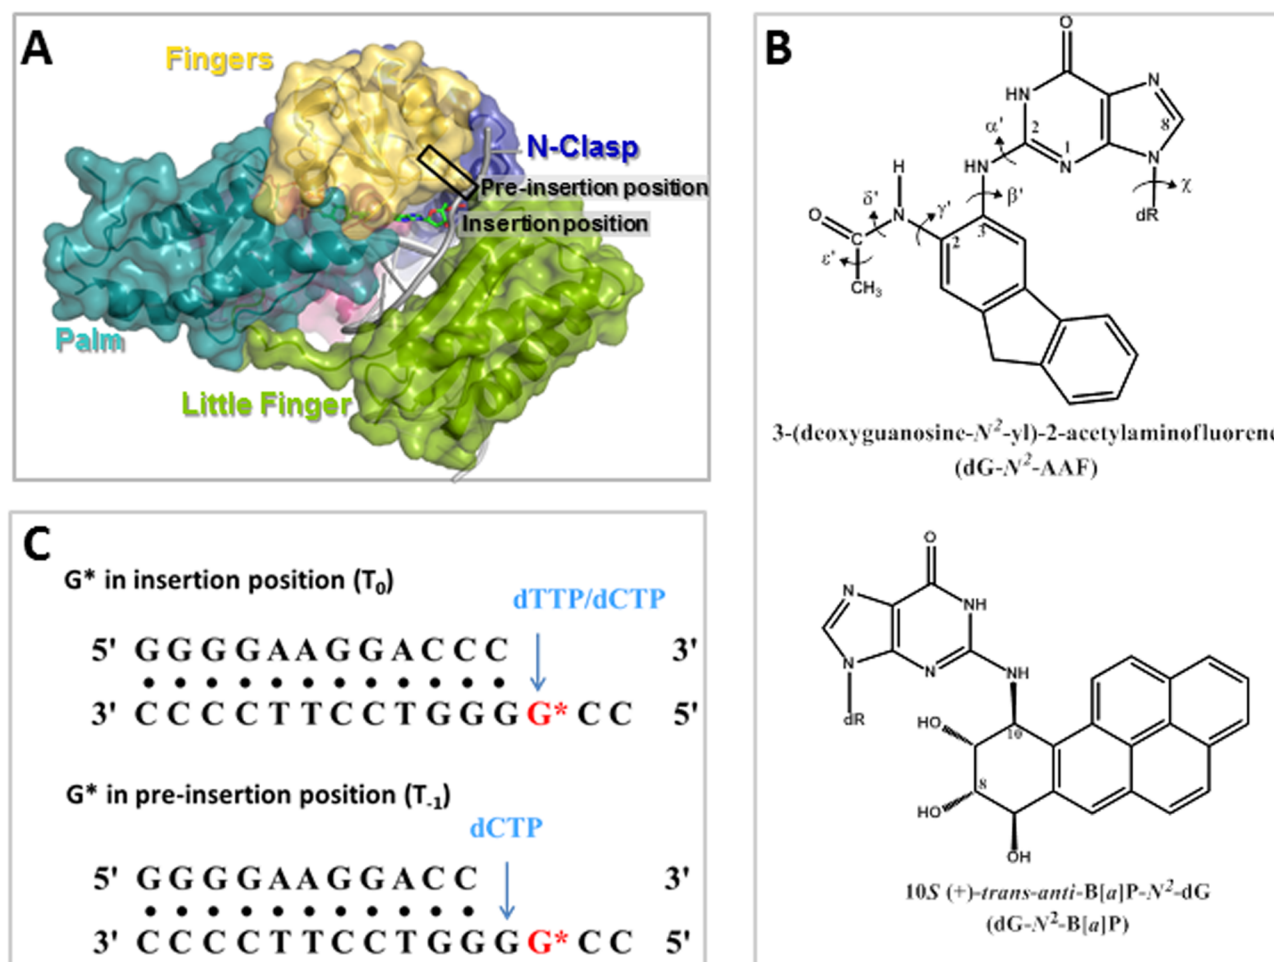 A
Fingers
N-Clasp
Pre-insertion position
Insertion position
Palm
Little Finger
B
O
HN
N
α'
2
1
8
N
N
H
HN
χ
δ'
N
γ'
β'
dR
O
C
2
3
ε'
CH₃
3-(deoxyguanosine-N²-yl)-2-acetylaminofluorene
(dG-N²-AAF)
O
N
NH
N
N
NH
dR
HO
10
8
HO
OH
10S (+)-trans-anti-B[a]P-N²-dG
(dG-N²-B[a]P)
C
G* in insertion position (T₀)
dTTP/dCTP
5' G G G G A A G G A C C C 3'
3' C C C C T T C C T G G G G* C C 5'
G* in pre-insertion position (T₋₁)
dCTP
5' G G G G A A G G A C C 3'
3' C C C C T T C C T G G G G* C C 5'